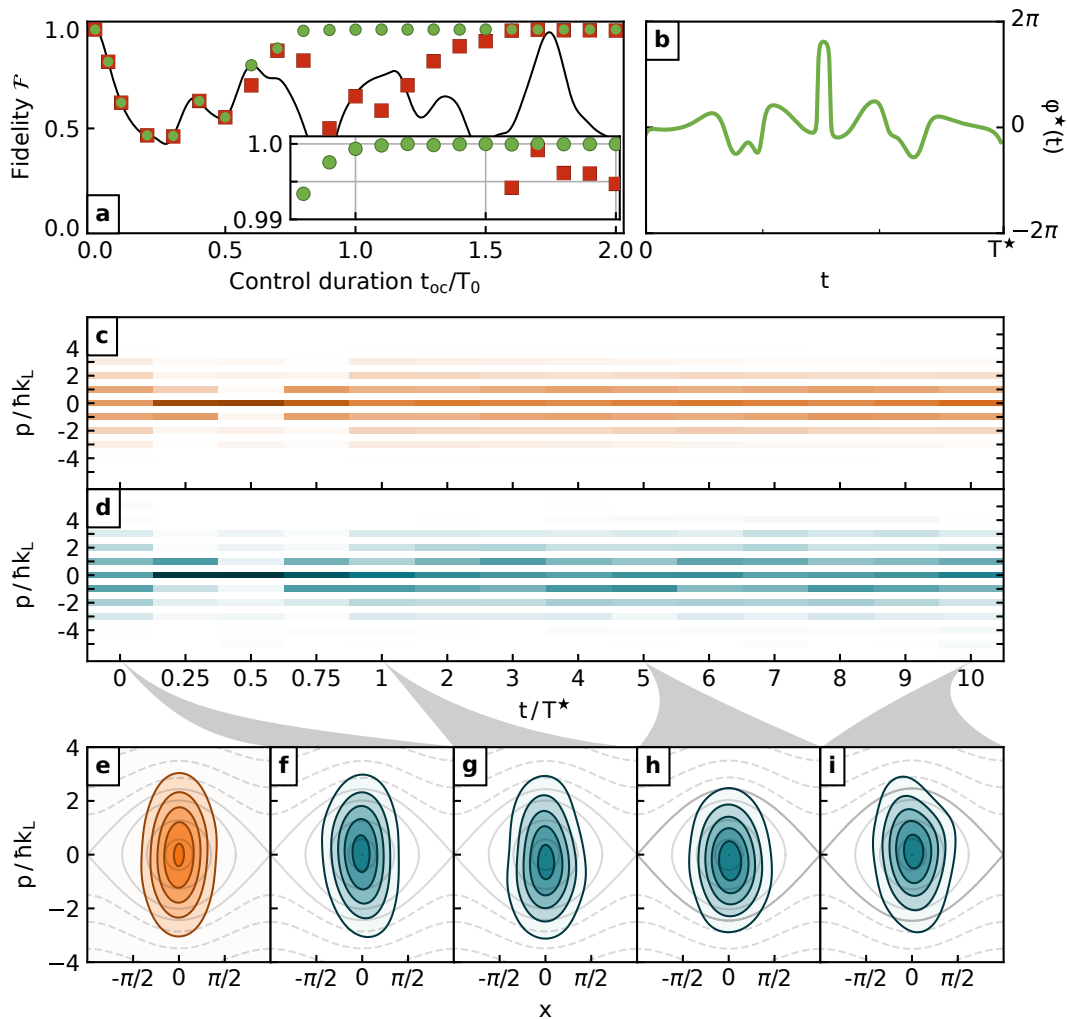 1.0
0.5
0.0
Fidelity 𝓕
a
1.0
0.99
0.0 0.5 1.0 1.5 2.0
Control duration t_oc/T_0
b
2π
0
−2π
φ★(t)
0 T★
t
c
4
2
0
-2
-4
p / ħk_L
d
4
2
0
-2
-4
p / ħk_L
0 0.25 0.5 0.75 1 2 3 4 5 6 7 8 9 10
t / T★
e f g h i
4
2
0
−2
−4
p / ħk_L
-π/2 0 π/2 -π/2 0 π/2 -π/2 0 π/2 -π/2 0 π/2 -π/2 0 π/2
x